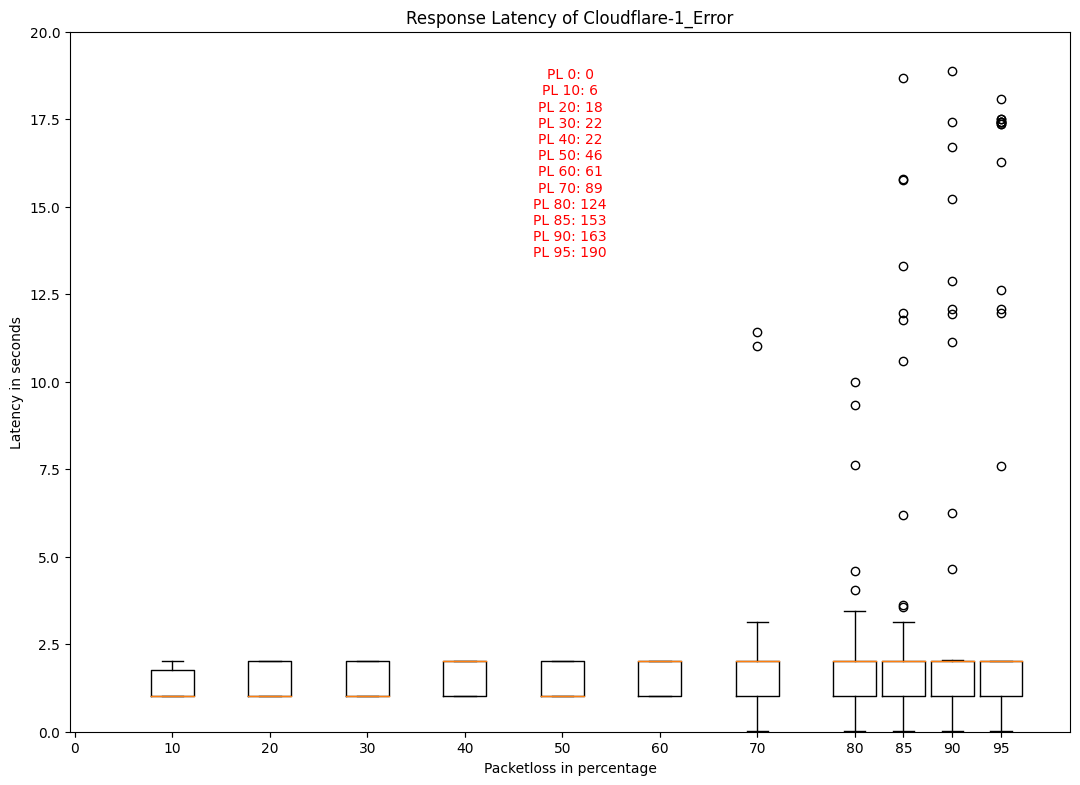 Response Latency of Cloudflare-1_Error
20.0
17.5
15.0
12.5
10.0
7.5
5.0
2.5
0.0
Latency in seconds
PL 0: 0
PL 10: 6
PL 20: 18
PL 30: 22
PL 40: 22
PL 50: 46
PL 60: 61
PL 70: 89
PL 80: 124
PL 85: 153
PL 90: 163
PL 95: 190
0 10 20 30 40 50 60 70 80 85 90 95
Packetloss in percentage